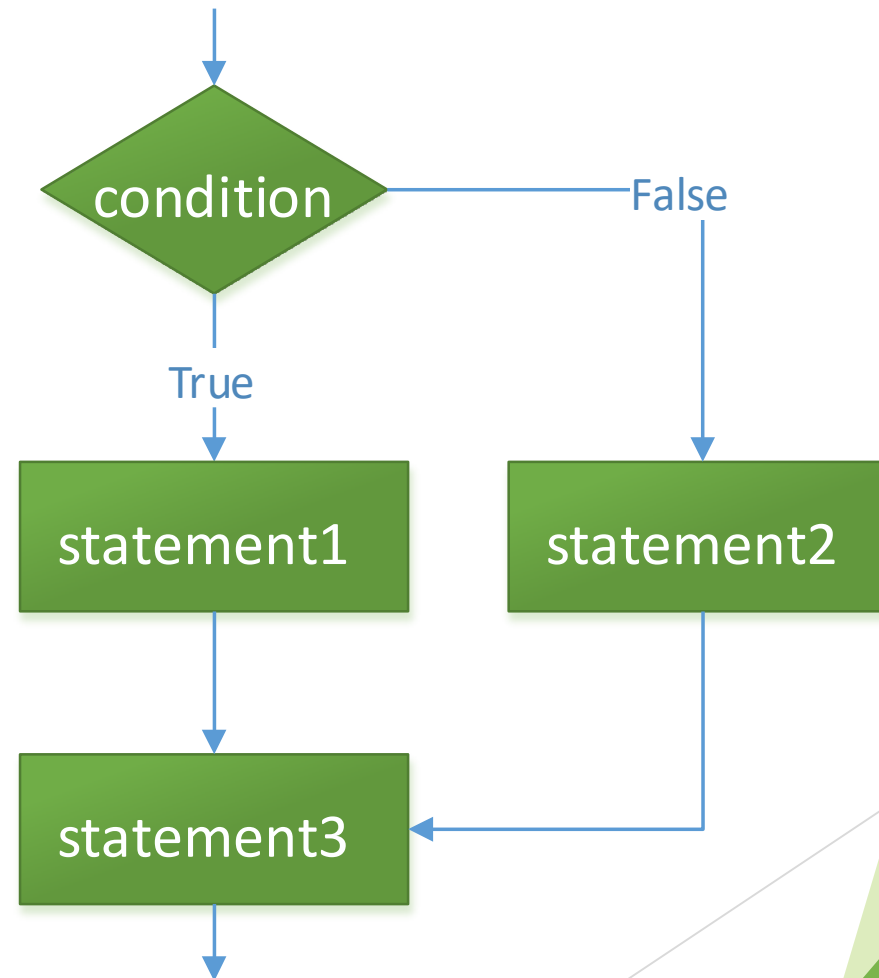 condition
False
True
statement1
statement2
statement3